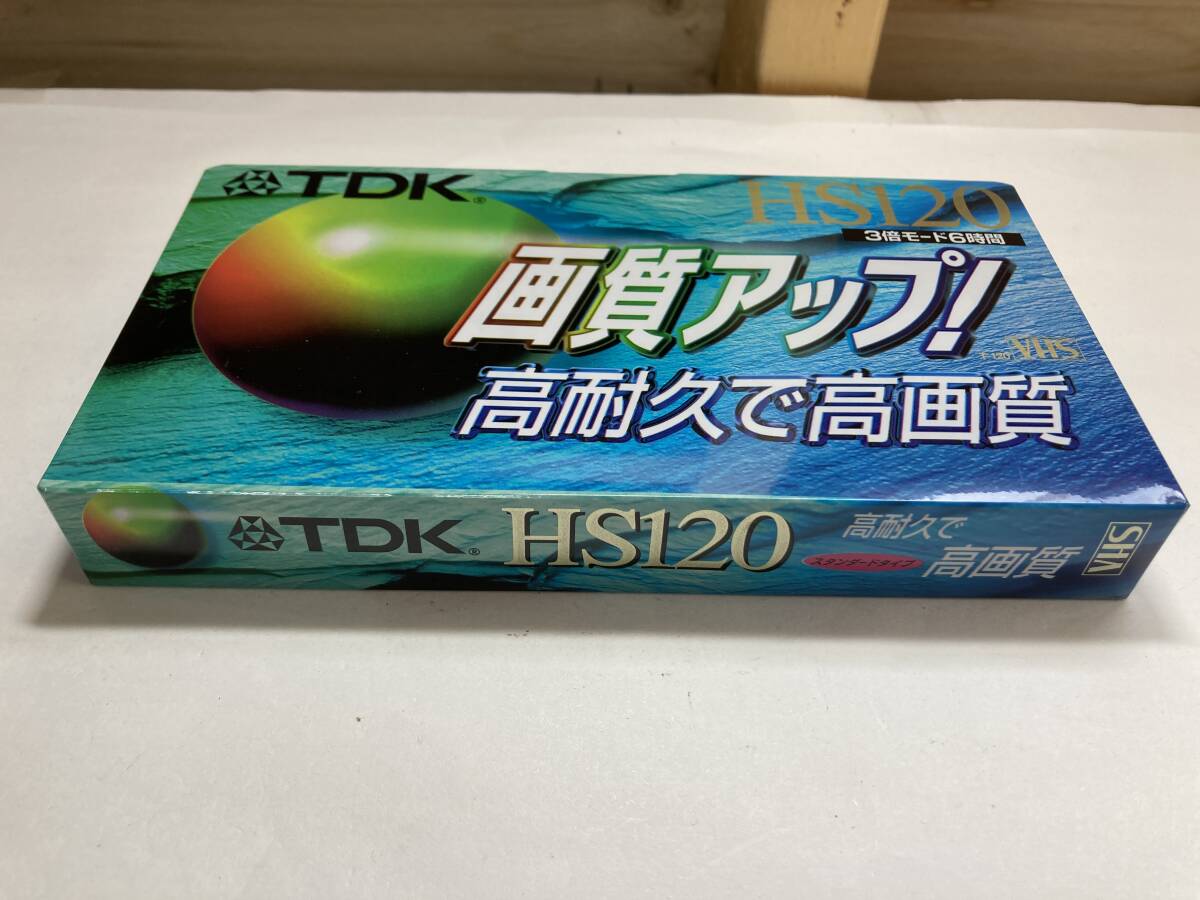 TDK®
HS120
3倍モード6時間
画質アップ!
T-120 VHS
高耐久で高画質
TDK®
HS120
高耐久で
スタンダードタイプ
高画質
VHS